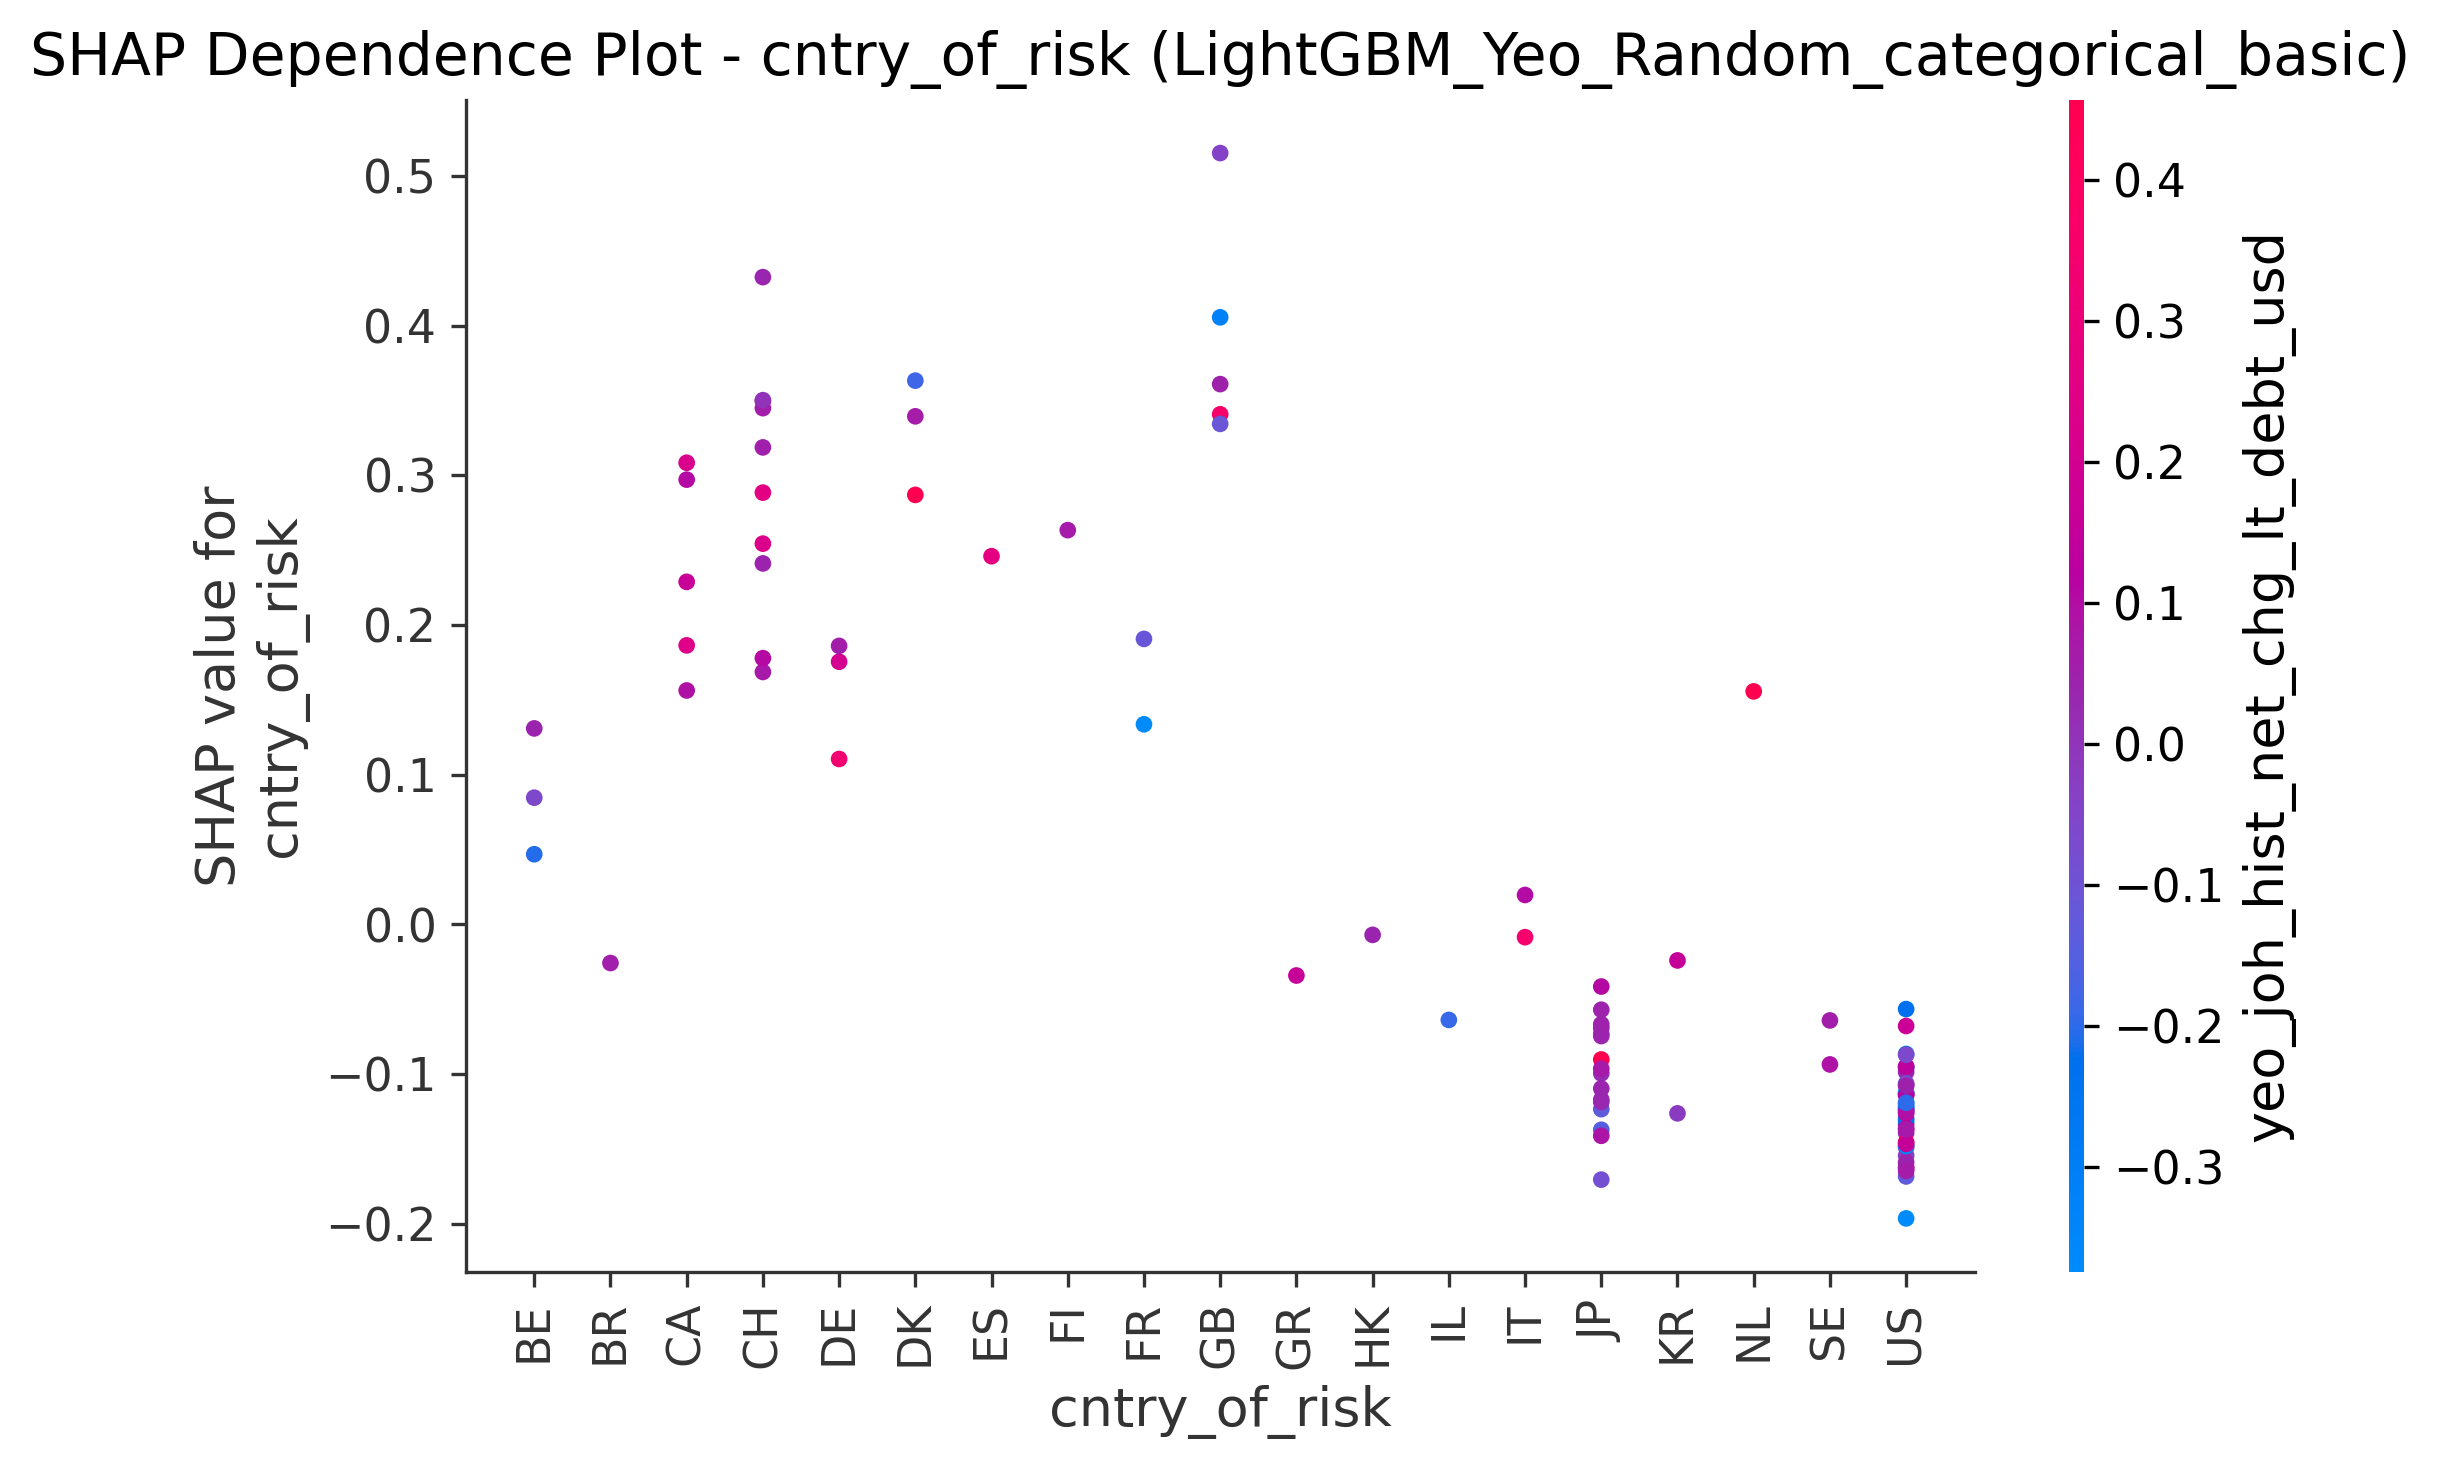 SHAP Dependence Plot - cntry_of_risk (LightGBM_Yeo_Random_categorical_basic)
SHAP value for
cntry_of_risk
0.5
0.4
0.3
0.2
0.1
0.0
−0.1
−0.2
BE
BR
CA
CH
DE
DK
ES
FI
FR
GB
GR
HK
IL
IT
JP
KR
NL
SE
US
cntry_of_risk
0.4
0.3
0.2
0.1
0.0
−0.1
−0.2
−0.3
yeo_joh_hist_net_chg_lt_debt_usd